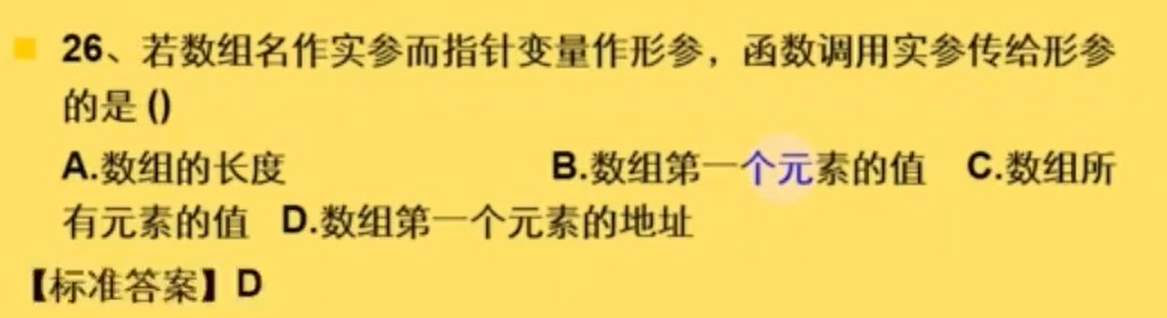 26、若数组名作实参而指针变量作形参，函数调用实参传给形参
的是 ()
A.数组的长度 B.数组第一个元素的值 C.数组所
有元素的值 D.数组第一个元素的地址
【标准答案】D